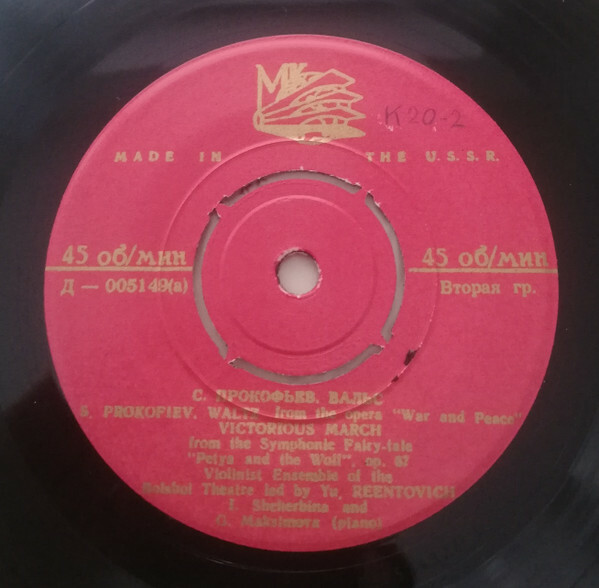 МК
К20-2
MADE IN THE U.S.S.R.
45 об/мин 45 об/мин
Д — 005149(а) Вторая гр.
С. ПРОКОФЬЕВ. ВАЛЬС
S. PROKOFIEV. WALTZ from the opera "War and Peace"
VICTORIOUS MARCH
from the Symphonic Fairy-tale
"Petya and the Wolf", op. 67
Violinist Ensemble of the
Bolshoi Theatre led by Yu. REENTOVICH
I. Shcherbina and
G. Maksimova (piano)